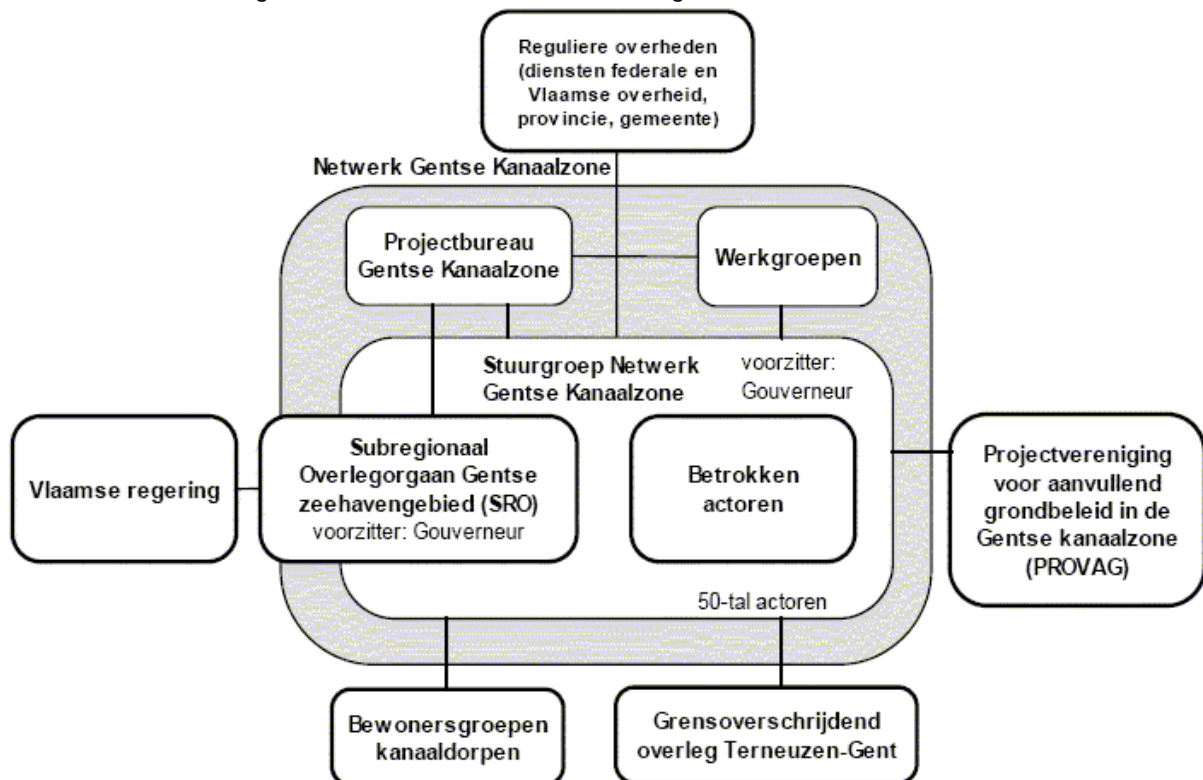 Reguliere overheden
(diensten federale en
Vlaamse overheid,
provincie, gemeente)
Netwerk Gentse Kanaalzone
Projectbureau
Gentse Kanaalzone
Werkgroepen
Stuurgroep Netwerk
Gentse Kanaalzone
voorzitter:
Gouverneur
Vlaamse regering
Subregionaal
Overlegorgaan Gentse
zeehavengebied (SRO)
voorzitter: Gouverneur
Betrokken
actoren
Projectvereniging
voor aanvullend
grondbeleid in de
Gentse kanaalzone
(PROVAG)
50-tal actoren
Bewonersgroepen
kanaaldorpen
Grensoverschrijdend
overleg Terneuzen-Gent